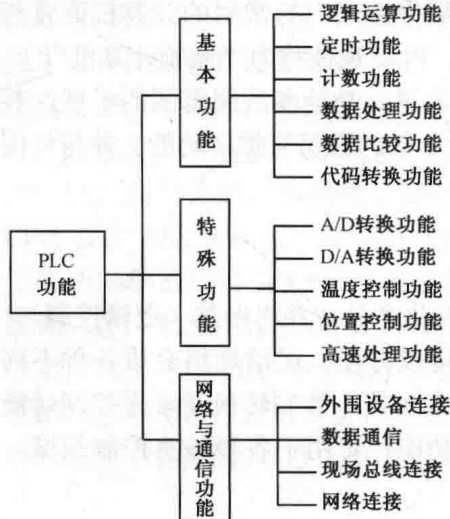 PLC
功能
基本功能
逻辑运算功能
定时功能
计数功能
数据处理功能
数据比较功能
代码转换功能
特殊功能
A/D转换功能
D/A转换功能
温度控制功能
位置控制功能
高速处理功能
网络与通信功能
外围设备连接
数据通信
现场总线连接
网络连接